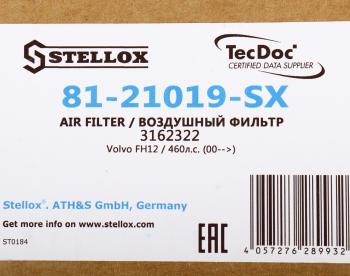 STELLOX
TecDoc
CERTIFIED DATA SUPPLIER
81-21019-SX
AIR FILTER / ВОЗДУШНЫЙ ФИЛЬТР
3162322
Volvo FH12 / 460л.с. (00-->)
Stellox®. ATH&S GmbH, Germany
Get more info on www.stellox.com
ST0184
EAC
4 057276 289932